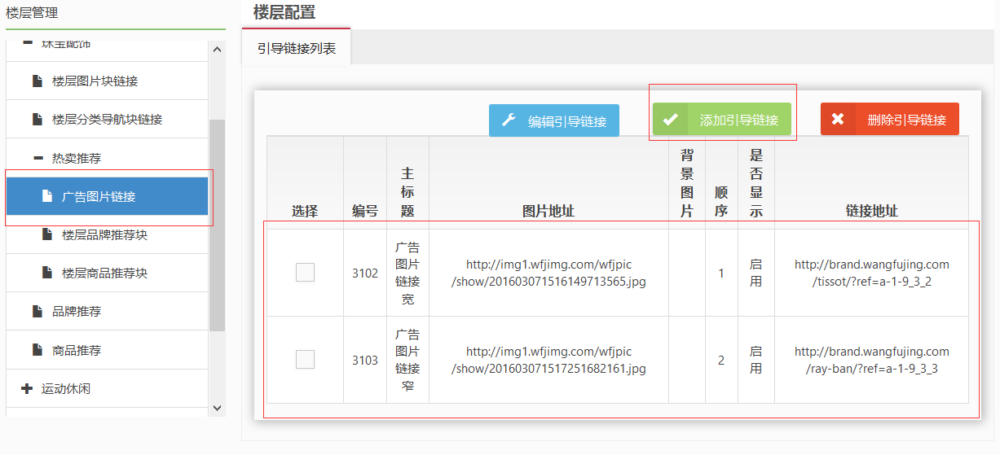 楼层管理
珠宝配饰
楼层图片块链接
楼层分类导航块链接
热卖推荐
广告图片链接
楼层品牌推荐块
楼层商品推荐块
品牌推荐
商品推荐
运动休闲
楼层配置
引导链接列表
编辑引导链接
添加引导链接
删除引导链接
选择
编号
主
标
题
图片地址
背
景
图
片
顺
序
是
否
显
示
链接地址
3102
广告
图片
链接
宽
http://img1.wfjimg.com/wfjpic
/show/201603071516149713565.jpg
1
启
用
http://brand.wangfujing.com
/tissot/?ref=a-1-9_3_2
3103
广告
图片
链接
窄
http://img1.wfjimg.com/wfjpic
/show/201603071517251682161.jpg
2
启
用
http://brand.wangfujing.com
/ray-ban/?ref=a-1-9_3_3